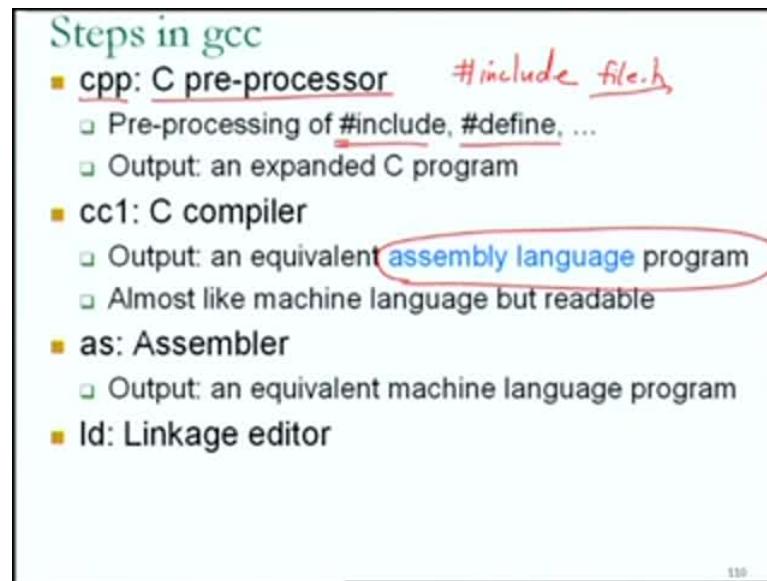 Steps in gcc
cpp: C pre-processor #include file.h
Pre-processing of #include, #define, ...
Output: an expanded C program
cc1: C compiler
Output: an equivalent assembly language program
Almost like machine language but readable
as: Assembler
Output: an equivalent machine language program
ld: Linkage editor
110